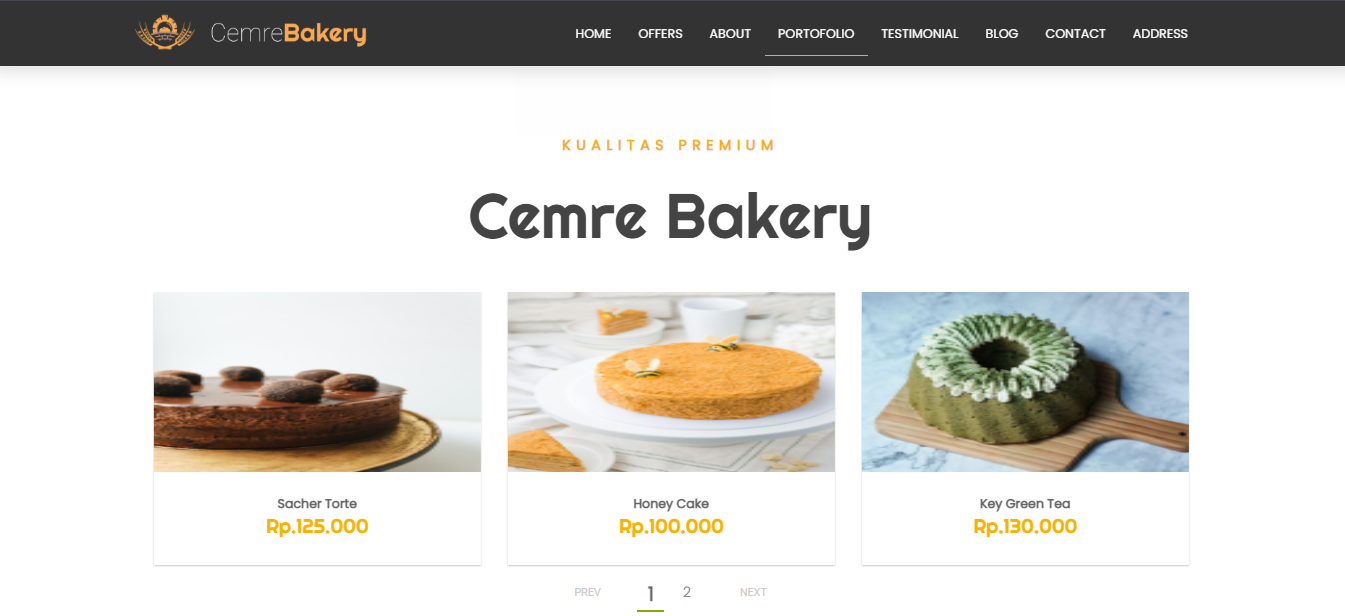 CemreBakery
HOME OFFERS ABOUT PORTOFOLIO TESTIMONIAL BLOG CONTACT ADDRESS
KUALITAS PREMIUM
Cemre Bakery
Sacher Torte
Rp.125.000
Honey Cake
Rp.100.000
Key Green Tea
Rp.130.000
PREV 1 2 NEXT